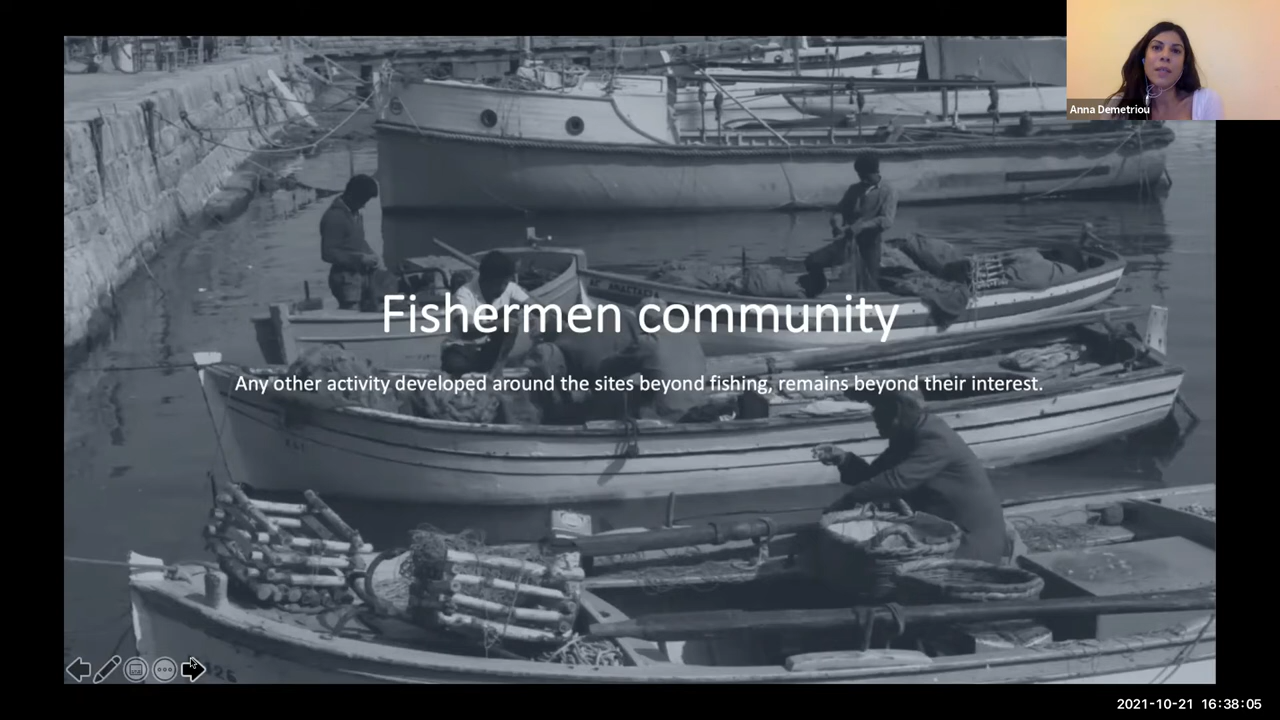 Anna Demetriou
Fishermen community
Any other activity developed around the sites beyond fishing, remains beyond their interest.
2021-10-21 16:38:05